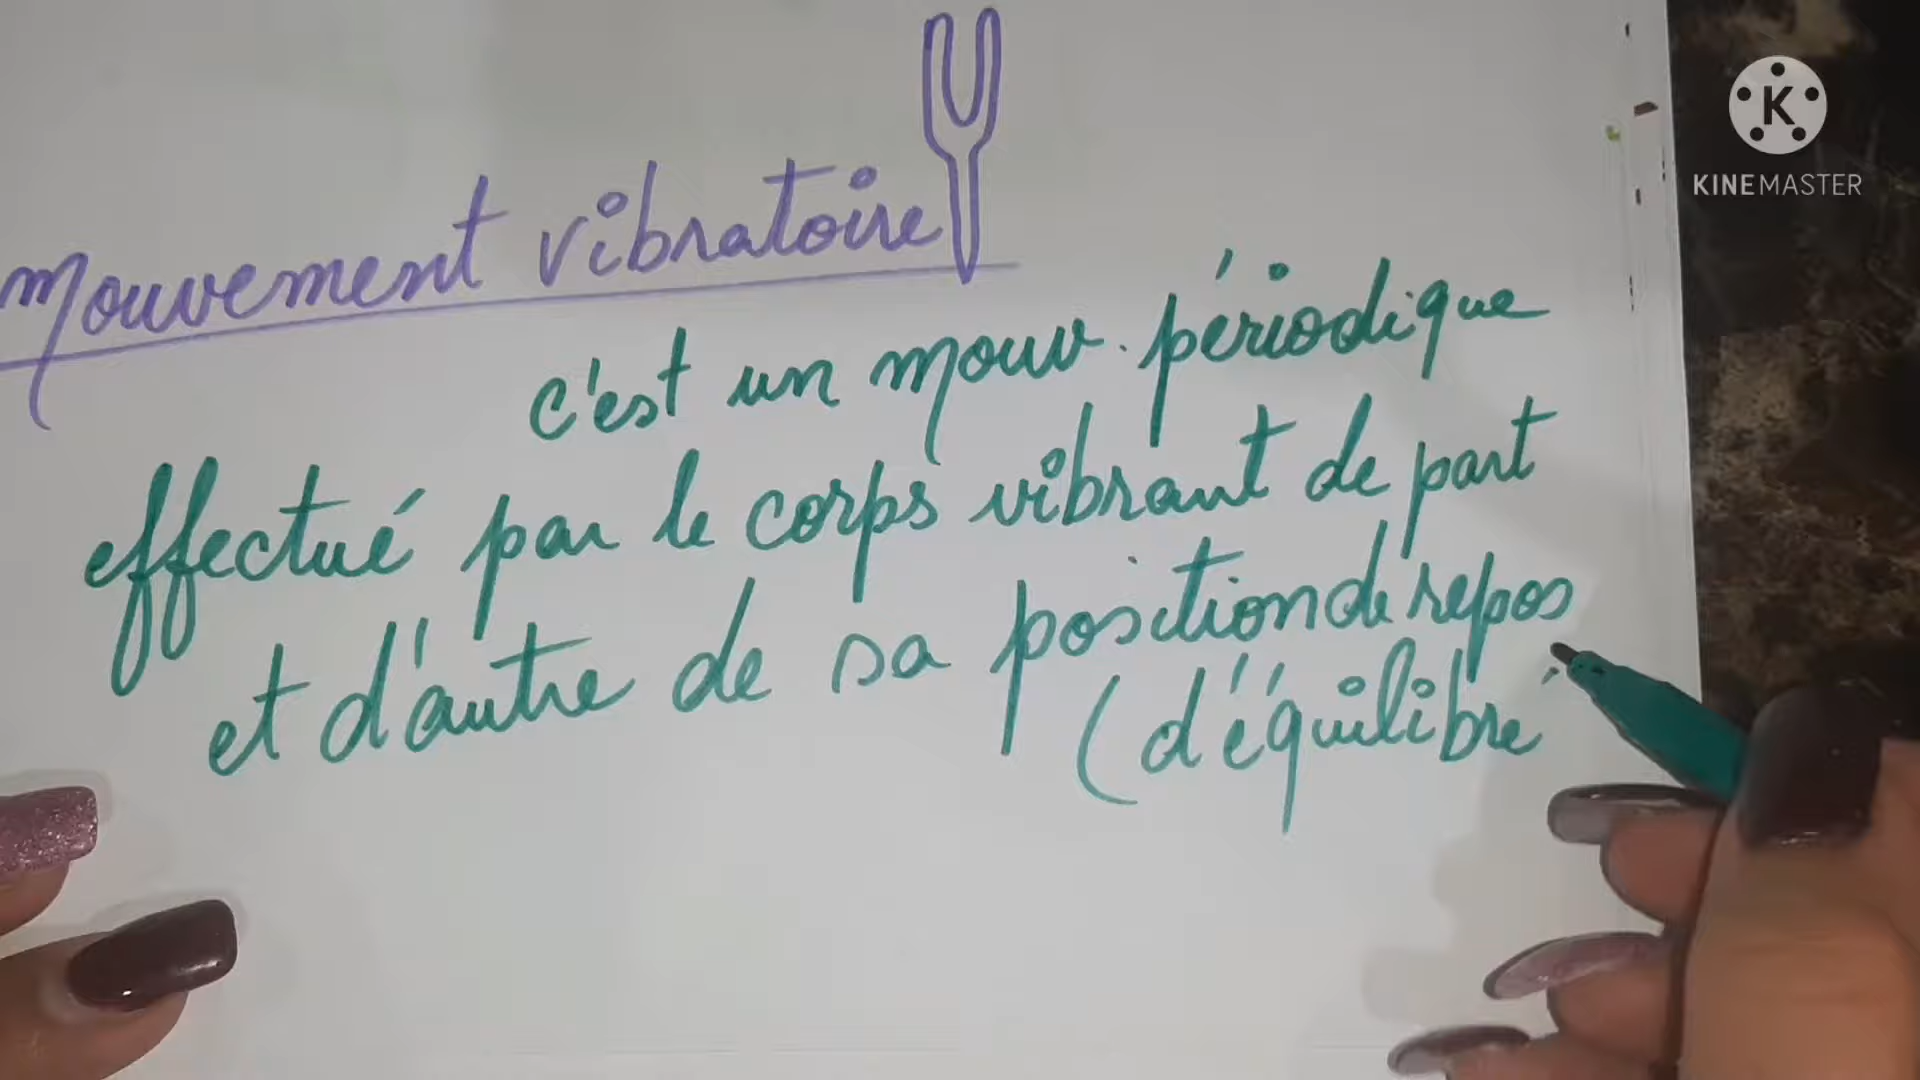 Mouvement vibratoire
c'est un mouv. périodique
effectué par le corps vibrant de part
et d'autre de sa position de repos
(d'équilibre
K
KINEMASTER